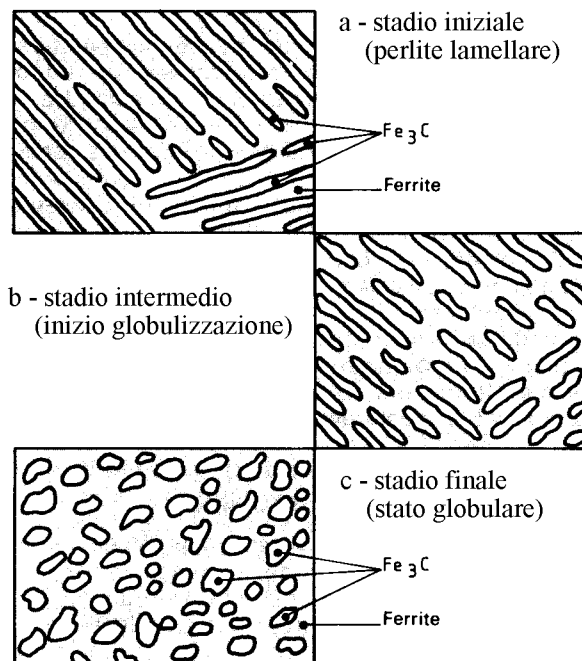 a - stadio iniziale
(perlite lamellare)
Fe3C
Ferrite
b - stadio intermedio
(inizio globulizzazione)
c - stadio finale
(stato globulare)
Fe3C
Ferrite